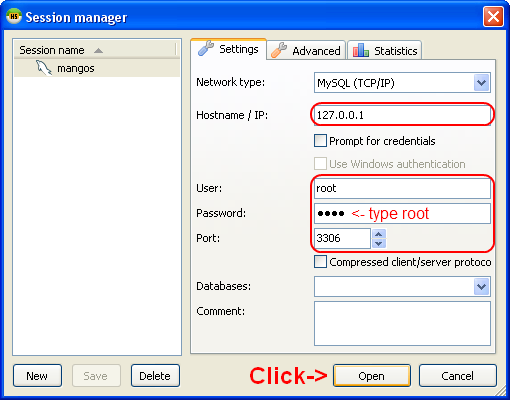 HS Session manager
Session name
mangos
Settings Advanced Statistics
Network type: MySQL (TCP/IP)
Hostname / IP: 127.0.0.1
Prompt for credentials
Use Windows authentication
User: root
Password: •••• <- type root
Port: 3306
Compressed client/server protoco
Databases:
Comment:
New Save Delete Click-> Open Cancel